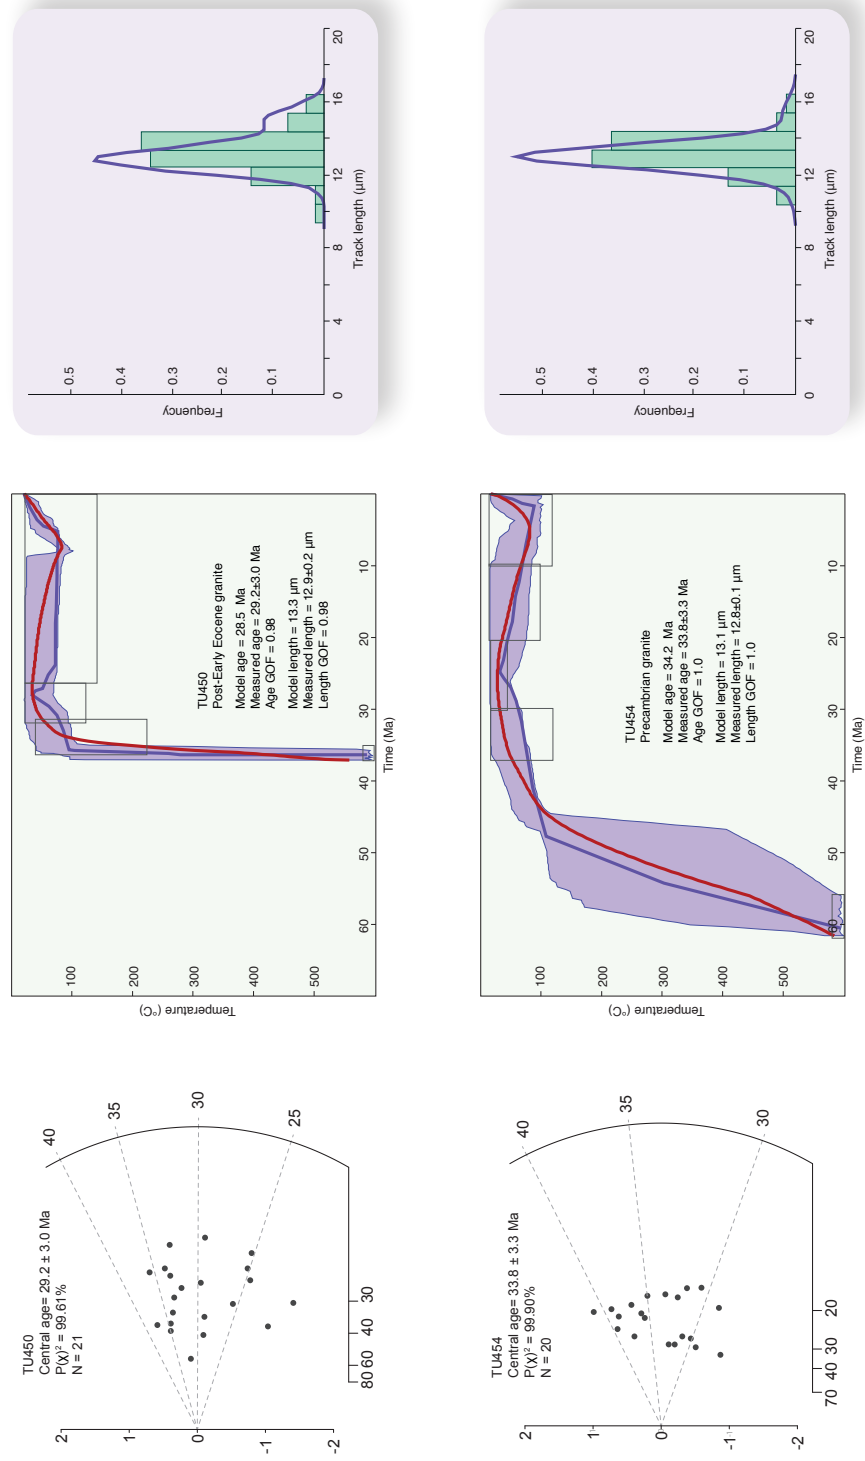 TU450
Central age= 29.2 ± 3.0 Ma
P(χ)² = 99.61%
N = 21
2
1
0
-1
-2
80 60
40
30
40
35
30
25
Temperature (°C)
100
200
300
400
500
60
50
40
30
20
10
Time (Ma)
TU450
Post-Early Eocene granite
Model age = 28.5 Ma
Measured age = 29.2±3.0 Ma
Age GOF = 0.98
Model length = 13.3 µm
Measured length = 12.9±0.2 µm
Length GOF = 0.98
Frequency
0.5
0.4
0.3
0.2
0.1
0
4
8
12
16
20
Track length (µm)
TU454
Central age= 33.8 ± 3.3 Ma
P(χ)² = 99.90%
N = 20
2
1
0
-1
-2
70
40
30
20
40
35
30
Temperature (°C)
100
200
300
400
500
60
50
40
30
20
10
Time (Ma)
TU454
Precambrian granite
Model age = 34.2 Ma
Measured age = 33.8±3.3 Ma
Age GOF = 1.0
Model length = 13.1 µm
Measured length = 12.8±0.1 µm
Length GOF = 1.0
Frequency
0.5
0.4
0.3
0.2
0.1
0
4
8
12
16
20
Track length (µm)